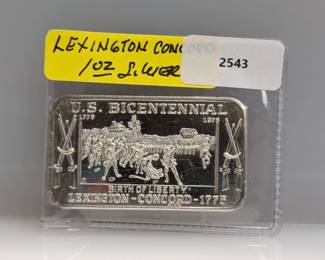 LEXINGTON CONCORD
1oz SILVER
2543
U.S. BICENTENNIAL
1776 1976
BIRTH OF LIBERTY
LEXINGTON-CONCORD-1775